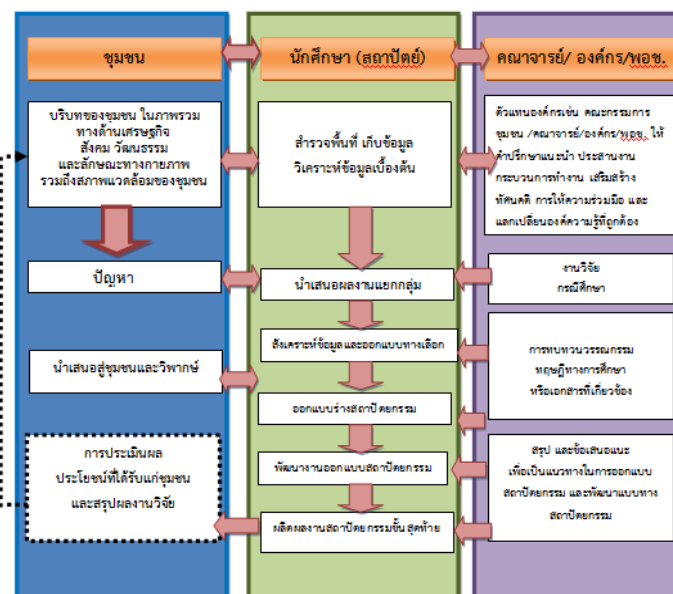 ชุมชน
นักศึกษา (สถาปัตย์)
คณาจารย์/ องค์กร/พอช.
บริบทของชุมชน ในภาพรวม
ทางด้านเศรษฐกิจ
สังคม วัฒนธรรม
และลักษณะทางกายภาพ
รวมถึงสภาพแวดล้อมของชุมชน
สำรวจพื้นที่ เก็บข้อมูล
วิเคราะห์ข้อมูลเบื้องต้น
ตัวแทนองค์กรเช่น คณะกรรมการ
ชุมชน /คณาจารย์/องค์กร/พอช. ให้
คำปรึกษาแนะนำ ประสานงาน
กระบวนการทำงาน เสริมสร้าง
ทัศนคติ การให้ความร่วมมือ และ
แลกเปลี่ยนองค์ความรู้ที่ถูกต้อง
ปัญหา
นำเสนอผลงานแยกกลุ่ม
งานวิจัย
กรณีศึกษา
สังเคราะห์ข้อมูลและออกแบบทางเลือก
นำเสนอสู่ชุมชนและวิพากษ์
การทบทวนวรรณกรรม
ทฤษฎีทางการศึกษา
หรือเอกสารที่เกี่ยวข้อง
ออกแบบร่างสถาปัตยกรรม
การประเมินผล
ประโยชน์ที่ได้รับแก่ชุมชน
และสรุปผลงานวิจัย
พัฒนางานออกแบบสถาปัตยกรรม
สรุป และข้อเสนอแนะ
เพื่อเป็นแนวทางในการออกแบบ
สถาปัตยกรรม และพัฒนาแบบทาง
สถาปัตยกรรม
ผลิตผลงานสถาปัตยกรรมขั้นสุดท้าย